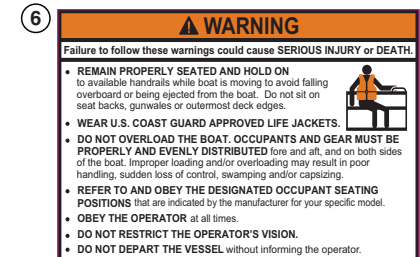 6
WARNING
Failure to follow these warnings could cause SERIOUS INJURY or DEATH.
• REMAIN PROPERLY SEATED AND HOLD ON
to available handrails while boat is moving to avoid falling
overboard or being ejected from the boat. Do not sit on
seat backs, gunwales or outermost deck edges.
• WEAR U.S. COAST GUARD APPROVED LIFE JACKETS.
• DO NOT OVERLOAD THE BOAT. OCCUPANTS AND GEAR MUST BE
PROPERLY AND EVENLY DISTRIBUTED fore and aft, and on both sides
of the boat. Improper loading and/or overloading may result in poor
handling, sudden loss of control, swamping and/or capsizing.
• REFER TO AND OBEY THE DESIGNATED OCCUPANT SEATING
POSITIONS that are indicated by the manufacturer for your specific model.
• OBEY THE OPERATOR at all times.
• DO NOT RESTRICT THE OPERATOR'S VISION.
• DO NOT DEPART THE VESSEL without informing the operator.